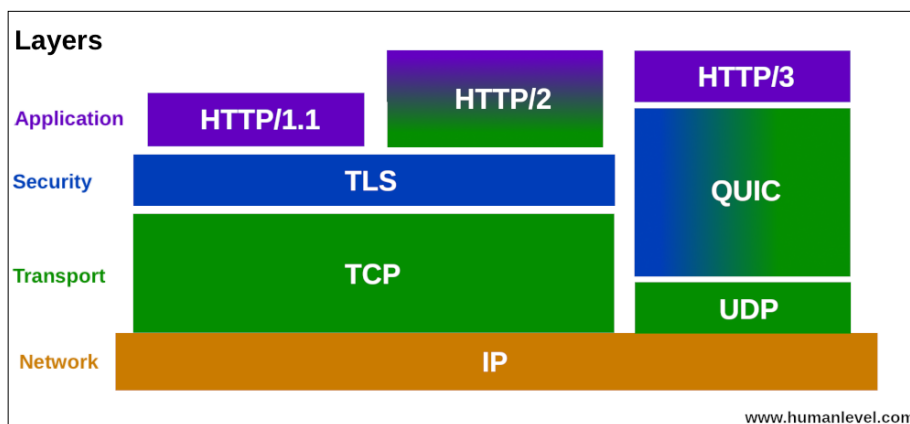 Layers
HTTP/3
HTTP/2
Application
HTTP/1.1
Security
TLS
QUIC
Transport
TCP
UDP
Network
IP
www.humanlevel.com